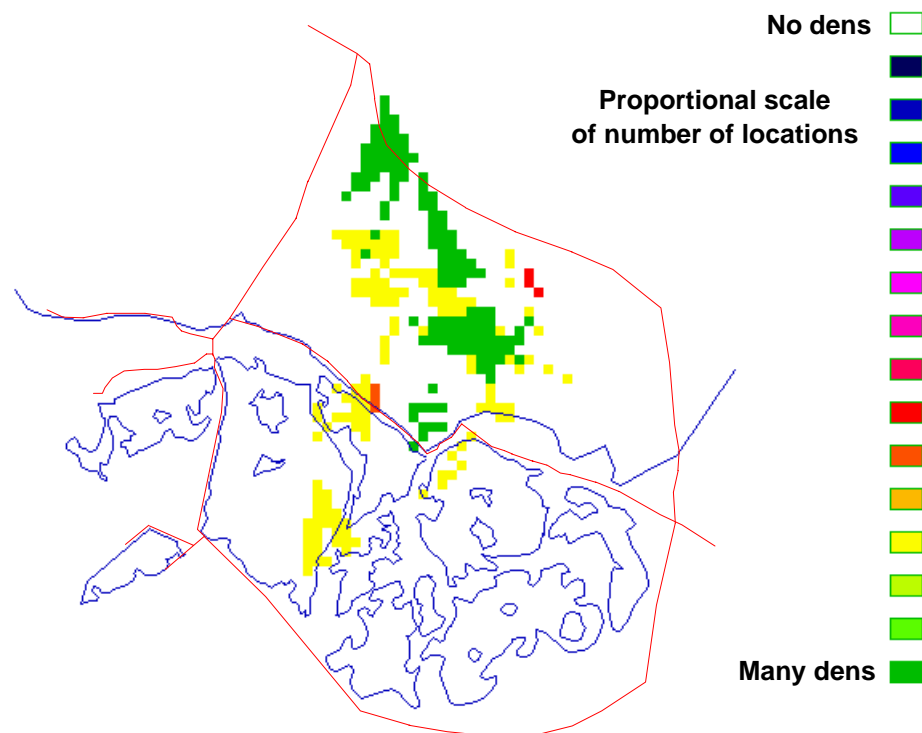 No dens
Proportional scale
of number of locations
Many dens